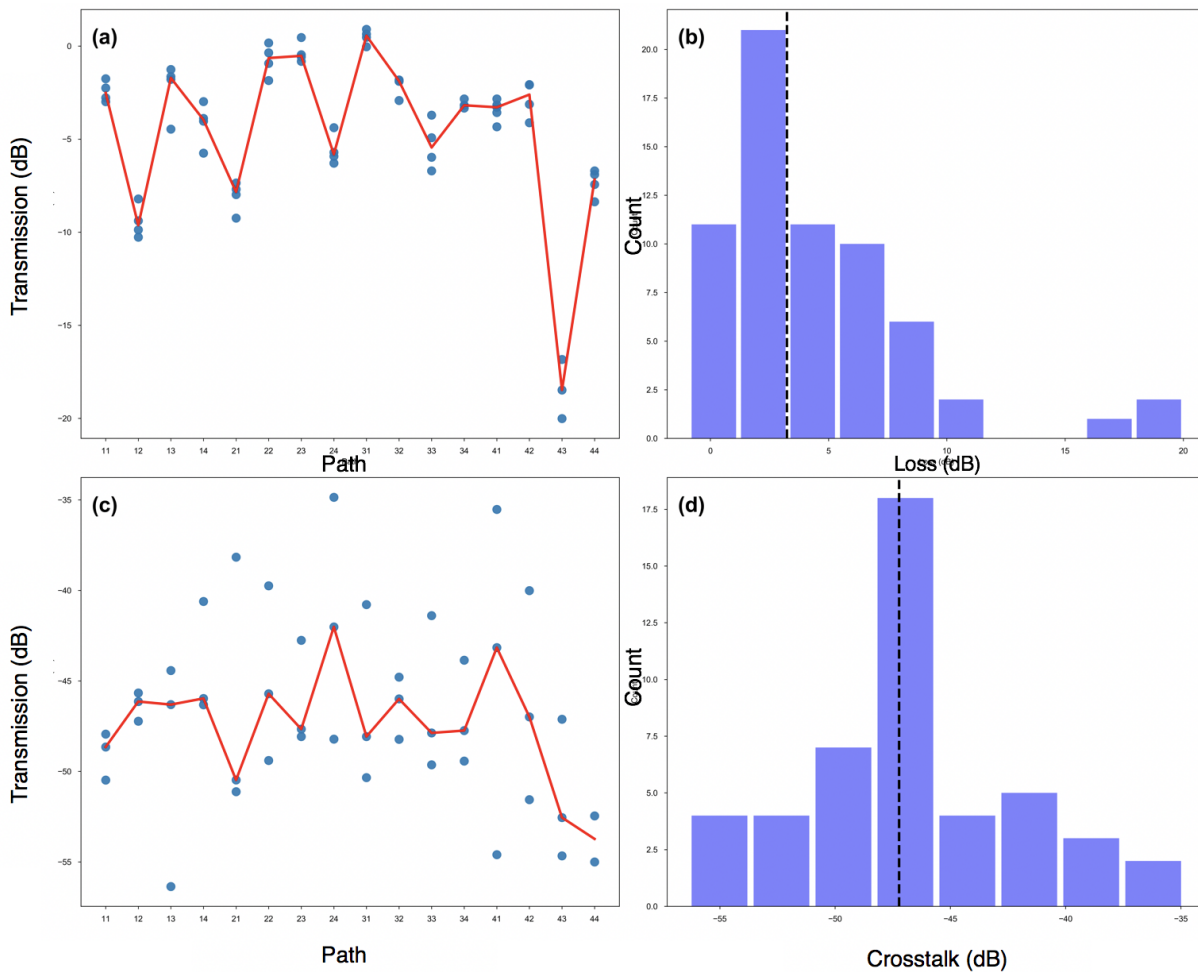 (a)
Transmission (dB)
0
−5
−10
−15
−20
11 12 13 14 21 22 23 24 31 32 33 34 41 42 43 44
Path
(b)
Count
20.0
17.5
15.0
12.5
10.0
7.5
5.0
2.5
0.0
0 5 10 15 20
Loss (dB)
(c)
Transmission (dB)
−35
−40
−45
−50
−55
11 12 13 14 21 22 23 24 31 32 33 34 41 42 43 44
Path
(d)
Count
17.5
15.0
12.5
10.0
7.5
5.0
2.5
0.0
−55 −50 −45 −40 −35
Crosstalk (dB)